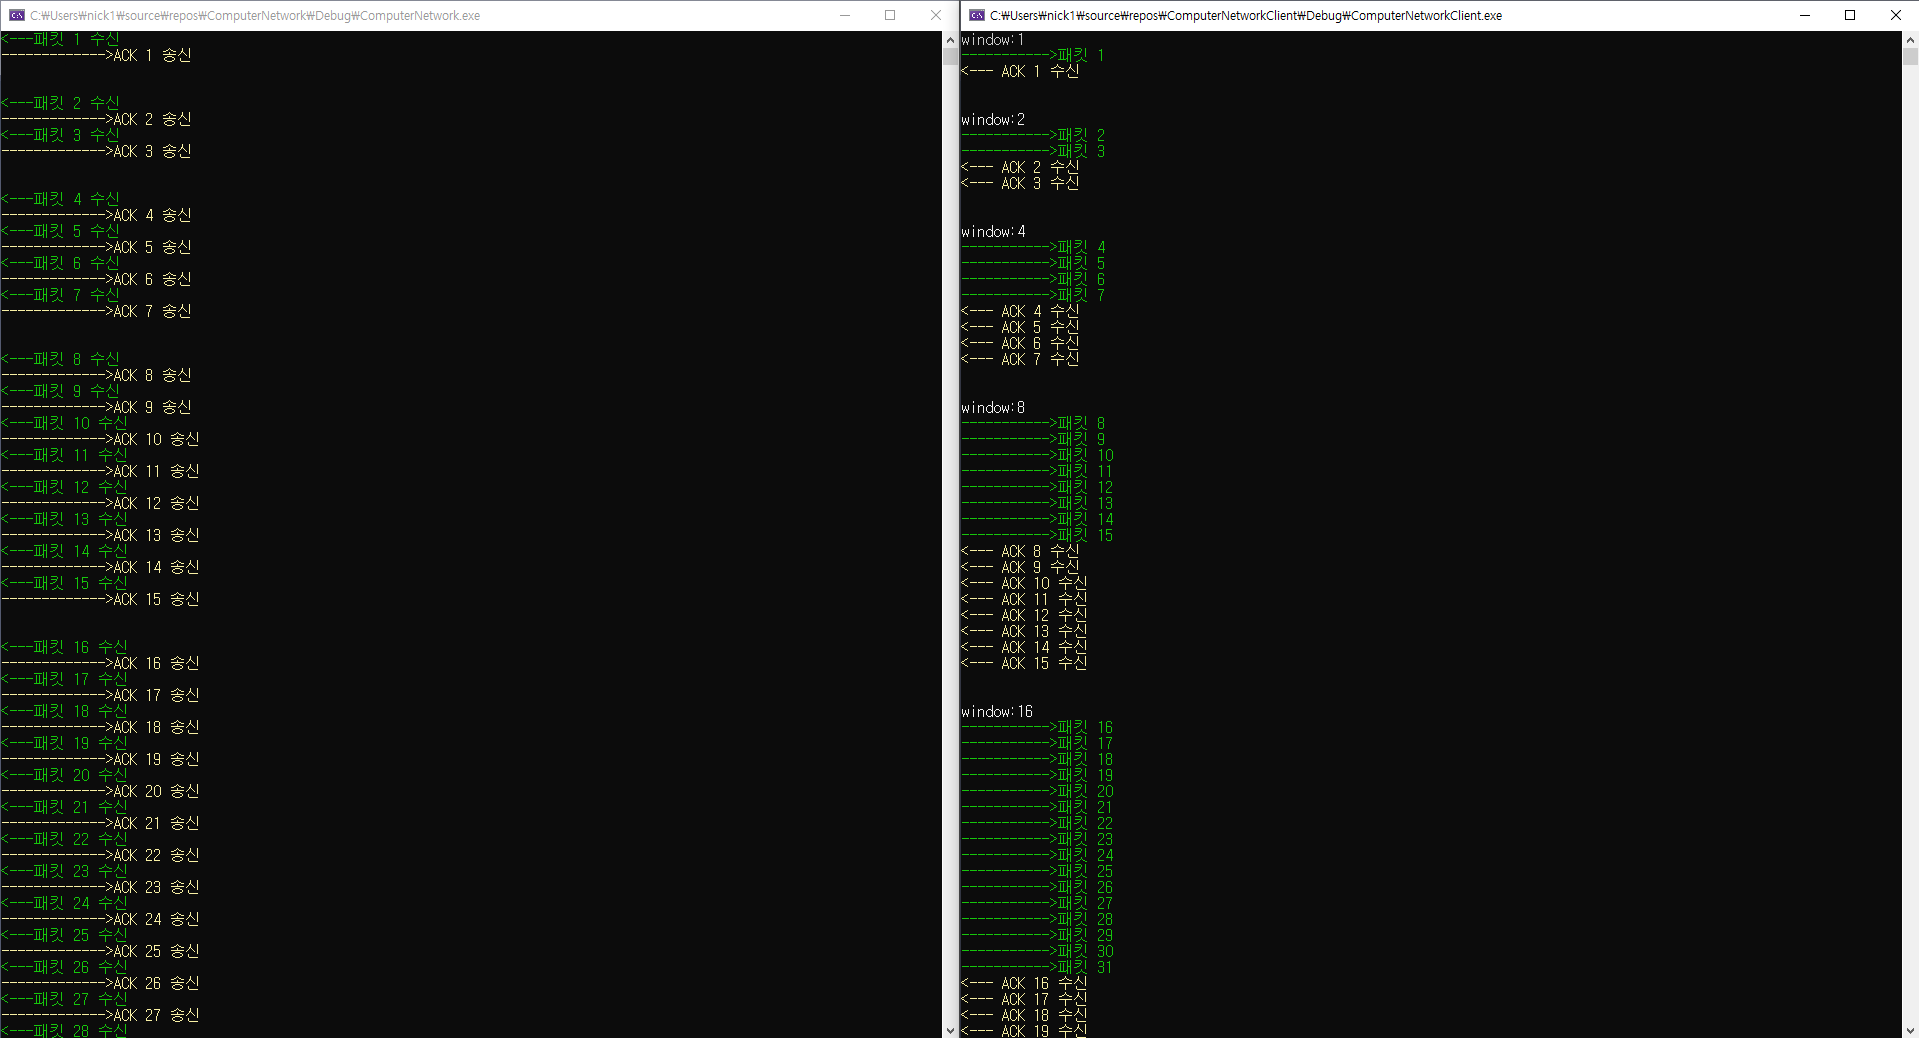 C:₩Users₩nick1₩source₩repos₩ComputerNetwork₩Debug₩ComputerNetwork.exe
<---패킷 1 수신
------------->ACK 1 송신
<---패킷 2 수신
------------->ACK 2 송신
<---패킷 3 수신
------------->ACK 3 송신
<---패킷 4 수신
------------->ACK 4 송신
<---패킷 5 수신
------------->ACK 5 송신
<---패킷 6 수신
------------->ACK 6 송신
<---패킷 7 수신
------------->ACK 7 송신
<---패킷 8 수신
------------->ACK 8 송신
<---패킷 9 수신
------------->ACK 9 송신
<---패킷 10 수신
------------->ACK 10 송신
<---패킷 11 수신
------------->ACK 11 송신
<---패킷 12 수신
------------->ACK 12 송신
<---패킷 13 수신
------------->ACK 13 송신
<---패킷 14 수신
------------->ACK 14 송신
<---패킷 15 수신
------------->ACK 15 송신
<---패킷 16 수신
------------->ACK 16 송신
<---패킷 17 수신
------------->ACK 17 송신
<---패킷 18 수신
------------->ACK 18 송신
<---패킷 19 수신
------------->ACK 19 송신
<---패킷 20 수신
------------->ACK 20 송신
<---패킷 21 수신
------------->ACK 21 송신
<---패킷 22 수신
------------->ACK 22 송신
<---패킷 23 수신
------------->ACK 23 송신
<---패킷 24 수신
------------->ACK 24 송신
<---패킷 25 수신
------------->ACK 25 송신
<---패킷 26 수신
------------->ACK 26 송신
<---패킷 27 수신
------------->ACK 27 송신
<---패킷 28 수신
C:₩Users₩nick1₩source₩repos₩ComputerNetworkClient₩Debug₩ComputerNetworkClient.exe
window:1
----------->패킷 1
<--- ACK 1 수신
window:2
----------->패킷 2
----------->패킷 3
<--- ACK 2 수신
<--- ACK 3 수신
window:4
----------->패킷 4
----------->패킷 5
----------->패킷 6
----------->패킷 7
<--- ACK 4 수신
<--- ACK 5 수신
<--- ACK 6 수신
<--- ACK 7 수신
window:8
----------->패킷 8
----------->패킷 9
----------->패킷 10
----------->패킷 11
----------->패킷 12
----------->패킷 13
----------->패킷 14
----------->패킷 15
<--- ACK 8 수신
<--- ACK 9 수신
<--- ACK 10 수신
<--- ACK 11 수신
<--- ACK 12 수신
<--- ACK 13 수신
<--- ACK 14 수신
<--- ACK 15 수신
window:16
----------->패킷 16
----------->패킷 17
----------->패킷 18
----------->패킷 19
----------->패킷 20
----------->패킷 21
----------->패킷 22
----------->패킷 23
----------->패킷 24
----------->패킷 25
----------->패킷 26
----------->패킷 27
----------->패킷 28
----------->패킷 29
----------->패킷 30
----------->패킷 31
<--- ACK 16 수신
<--- ACK 17 수신
<--- ACK 18 수신
<--- ACK 19 수신